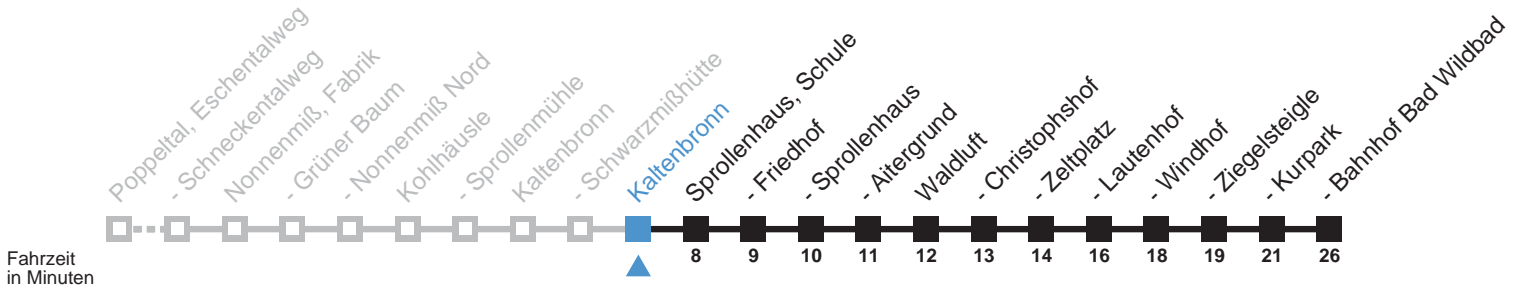 Poppeltal, Eschentalweg
- Schneckentalweg
Nonnenmiß, Fabrik
- Grüner Baum
- Nonnenmiß Nord
Kohlhäusle
- Sprollenmühle
Kaltenbronn
- Schwarzmißhütte
Kaltenbronn
Sprollenhaus, Schule
- Friedhof
- Sprollenhaus
- Aitergrund
Waldluft
- Christophshof
- Zeltplatz
- Lautenhof
- Windhof
- Ziegelsteigle
- Kurpark
- Bahnhof Bad Wildbad
Fahrzeit
in Minuten
8 9 10 11 12 13 14 16 18 19 21 26